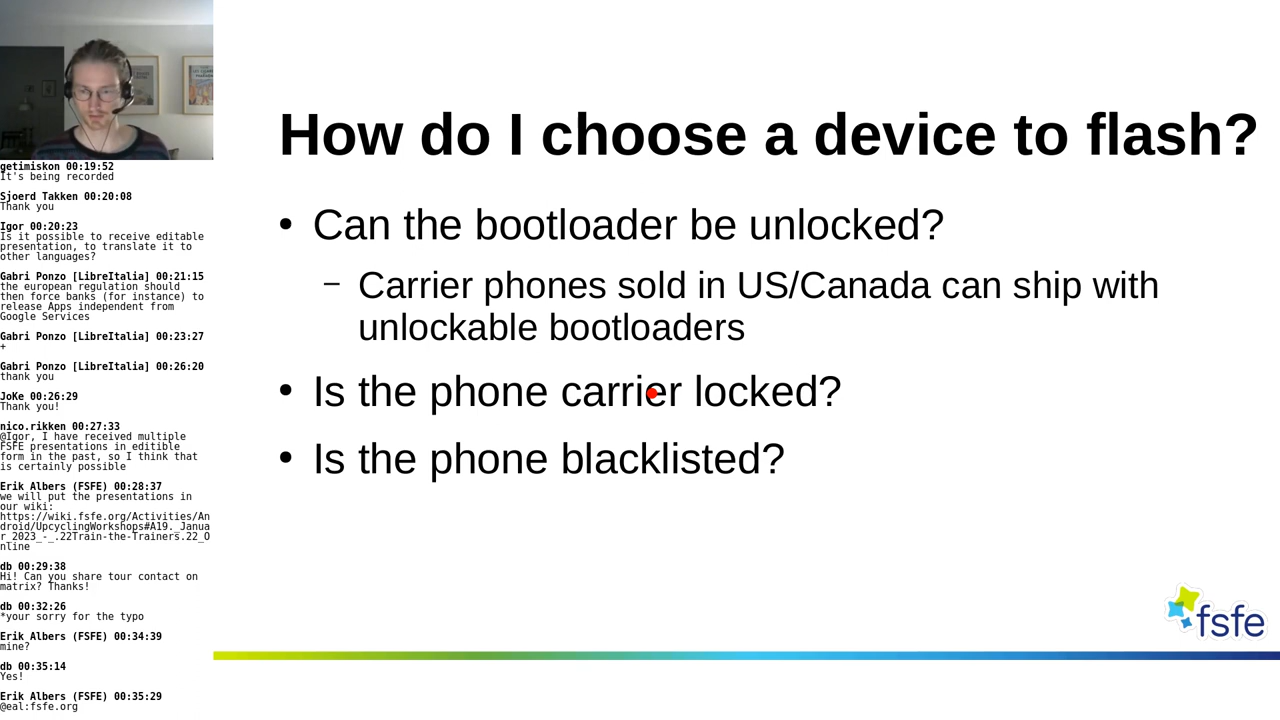 getimiskon 00:19:52
It's being recorded
Sjoerd Takken 00:20:08
Thank you
Igor 00:20:23
Is it possible to receive editable
presentation, to translate it to
other languages?
Gabri Ponzo [LibreItalia] 00:21:15
the european regulation should
then force banks (for instance) to
release Apps independent from
Google Services
Gabri Ponzo [LibreItalia] 00:23:27
+
Gabri Ponzo [LibreItalia] 00:26:20
thank you
JoKe 00:26:29
Thank you!
nico.rikken 00:27:33
@Igor, I have received multiple
FSFE presentations in editible
form in the past, so I think that
is certainly possible
Erik Albers (FSFE) 00:28:37
we will put the presentations in
our wiki:
https://wiki.fsfe.org/Activities/An
droid/UpcyclingWorkshops#A19._Janua
r_2023_-_.22Train-the-Trainers.22_O
nline
db 00:29:38
Hi! Can you share tour contact on
matrix? Thanks!
db 00:32:26
*your sorry for the typo
Erik Albers (FSFE) 00:34:39
mine?
db 00:35:14
Yes!
Erik Albers (FSFE) 00:35:29
@eal:fsfe.org
How do I choose a device to flash?
• Can the bootloader be unlocked?
– Carrier phones sold in US/Canada can ship with
unlockable bootloaders
• Is the phone carrier locked?
• Is the phone blacklisted?
fsfe